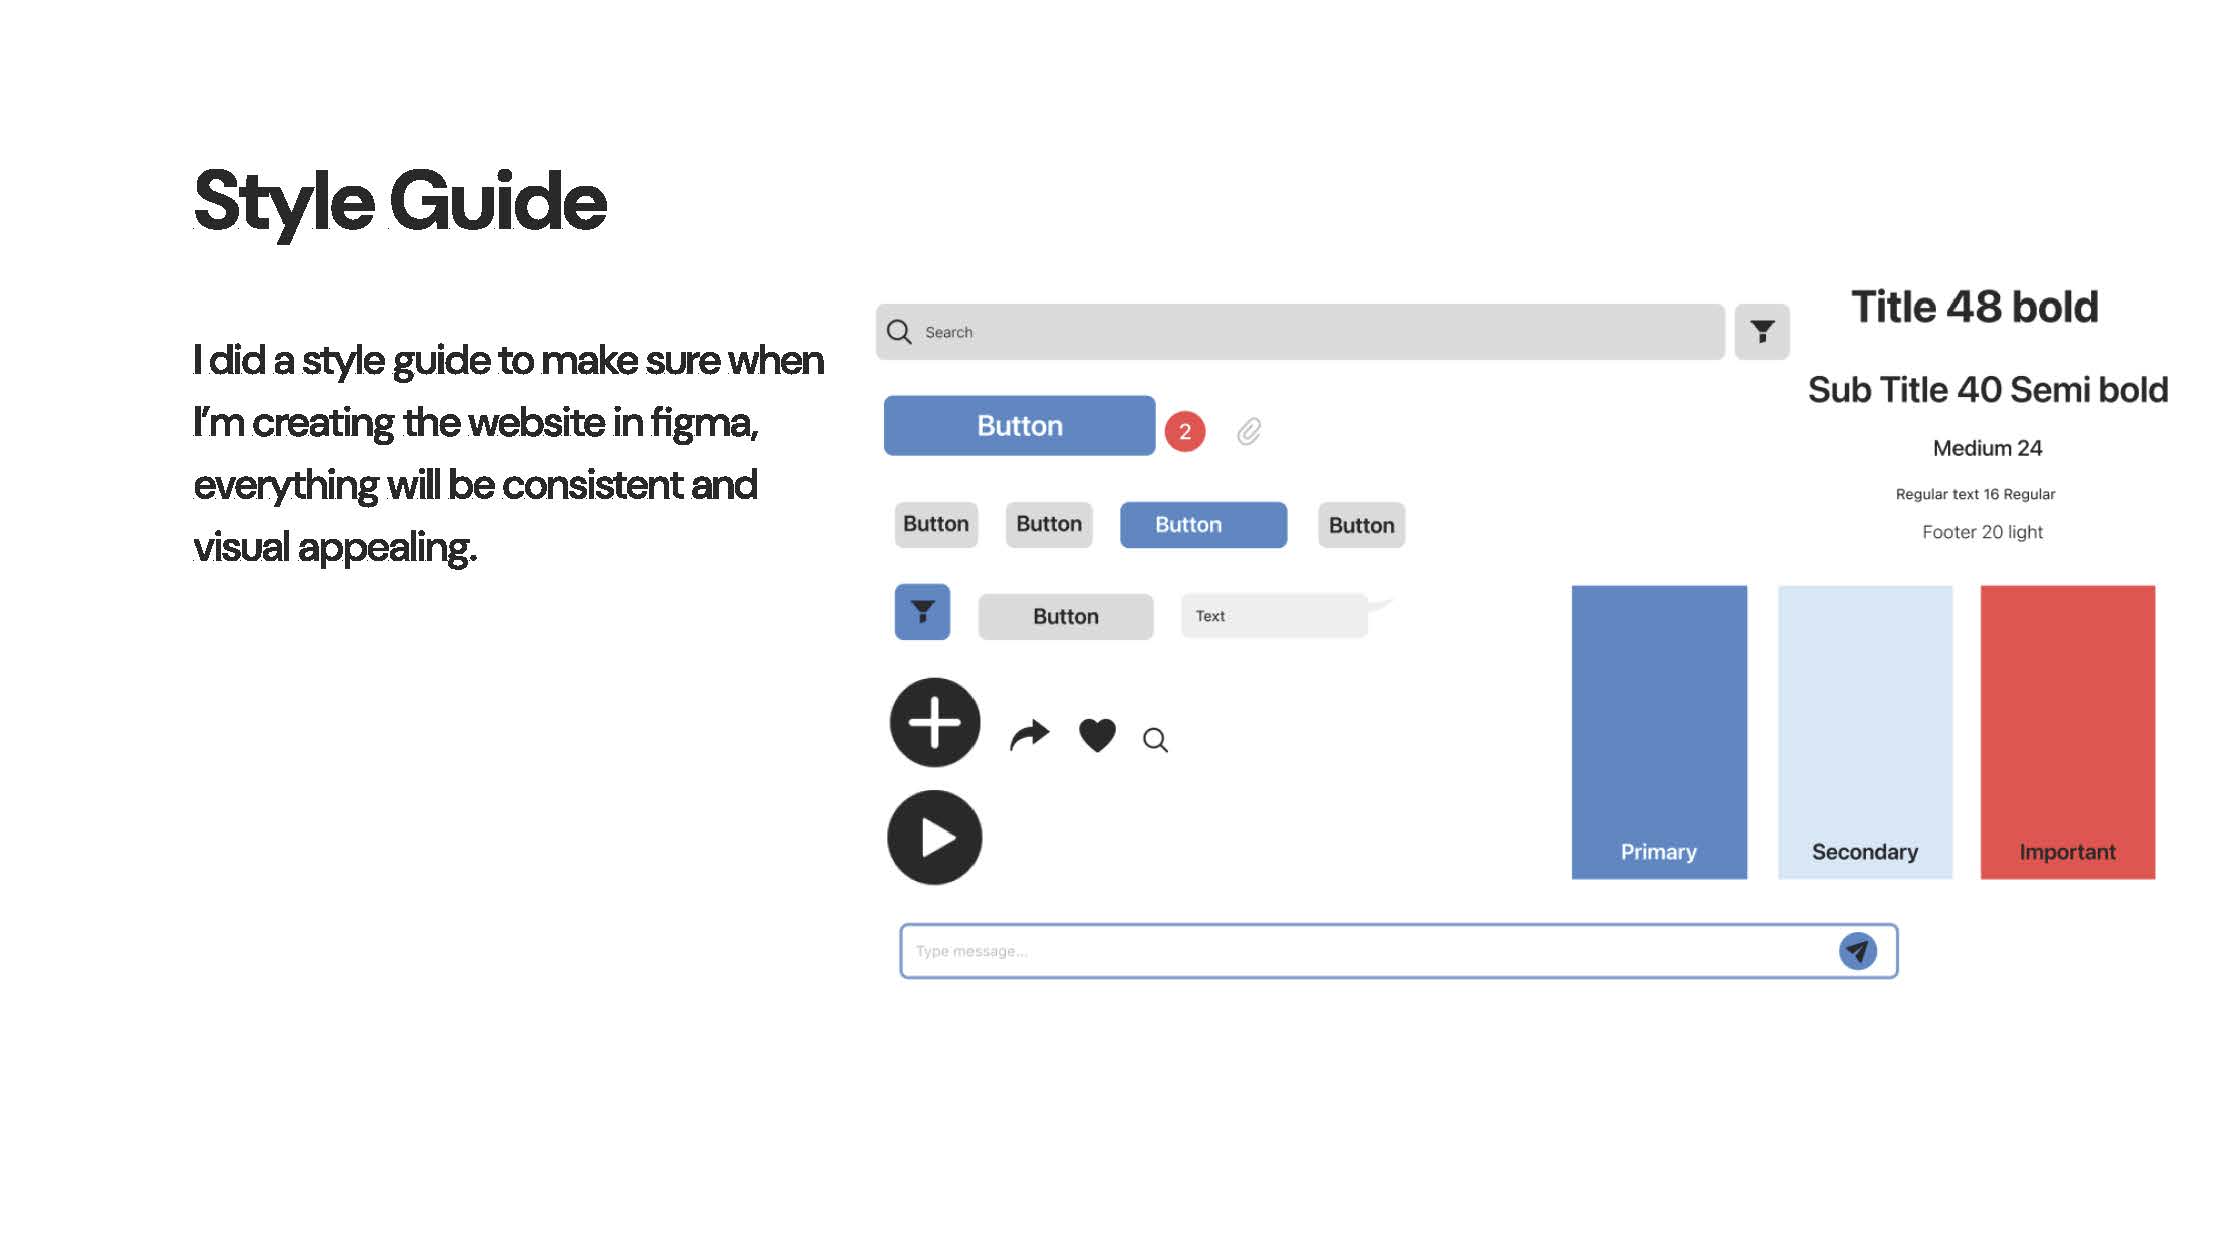 Style Guide
I did a style guide to make sure when
I'm creating the website in figma,
everything will be consistent and
visual appealing.
Search
Button
2
Button
Button
Button
Button
Button
Text
Type message...
Title 48 bold
Sub Title 40 Semi bold
Medium 24
Regular text 16 Regular
Footer 20 light
Primary
Secondary
Important